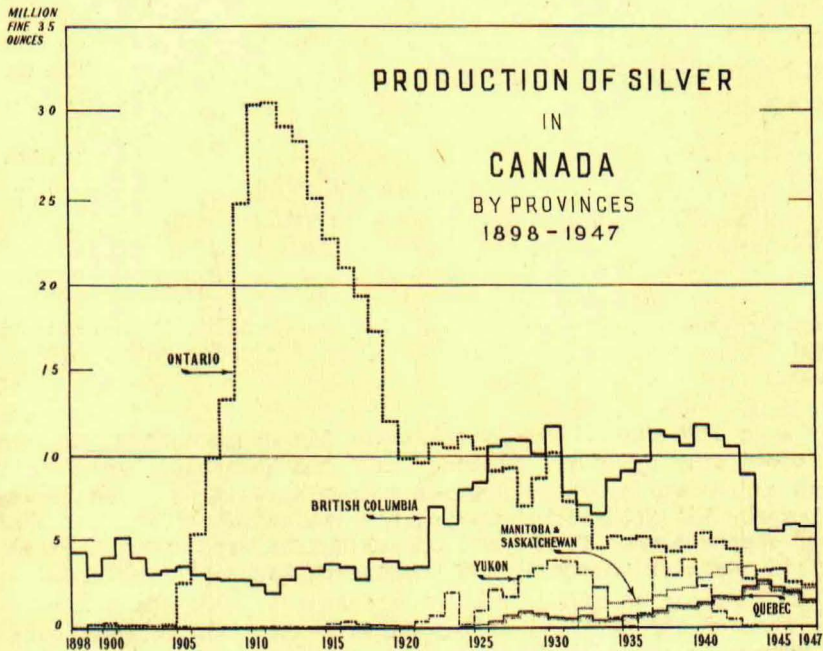 MILLION
FINE 35
OUNCES
PRODUCTION OF SILVER
IN
CANADA
BY PROVINCES
1898-1947
30
25
20
15
10
5
0
ONTARIO
BRITISH COLUMBIA
MANITOBA &
SASKATCHEWAN
YUKON
QUEBEC
1898 1900 1905 1910 1915 1920 1925 1930 1935 1940 1945 1947